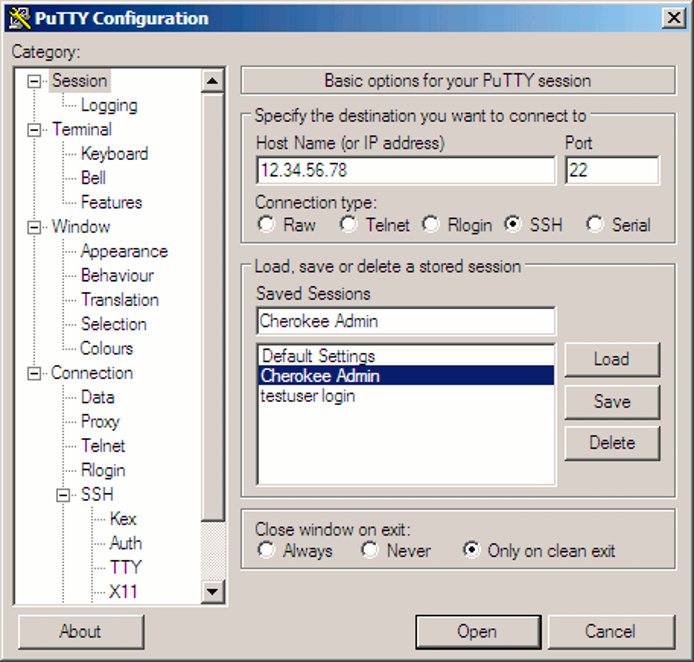 PuTTY Configuration
Category:
Session
Logging
Terminal
Keyboard
Bell
Features
Window
Appearance
Behaviour
Translation
Selection
Colours
Connection
Data
Proxy
Telnet
Rlogin
SSH
Kex
Auth
TTY
X11
Basic options for your PuTTY session
Specify the destination you want to connect to
Host Name (or IP address) Port
12.34.56.78 22
Connection type:
Raw Telnet Rlogin SSH Serial
Load, save or delete a stored session
Saved Sessions
Cherokee Admin
Default Settings
Cherokee Admin
testuser login
Load
Save
Delete
Close window on exit:
Always Never Only on clean exit
About Open Cancel